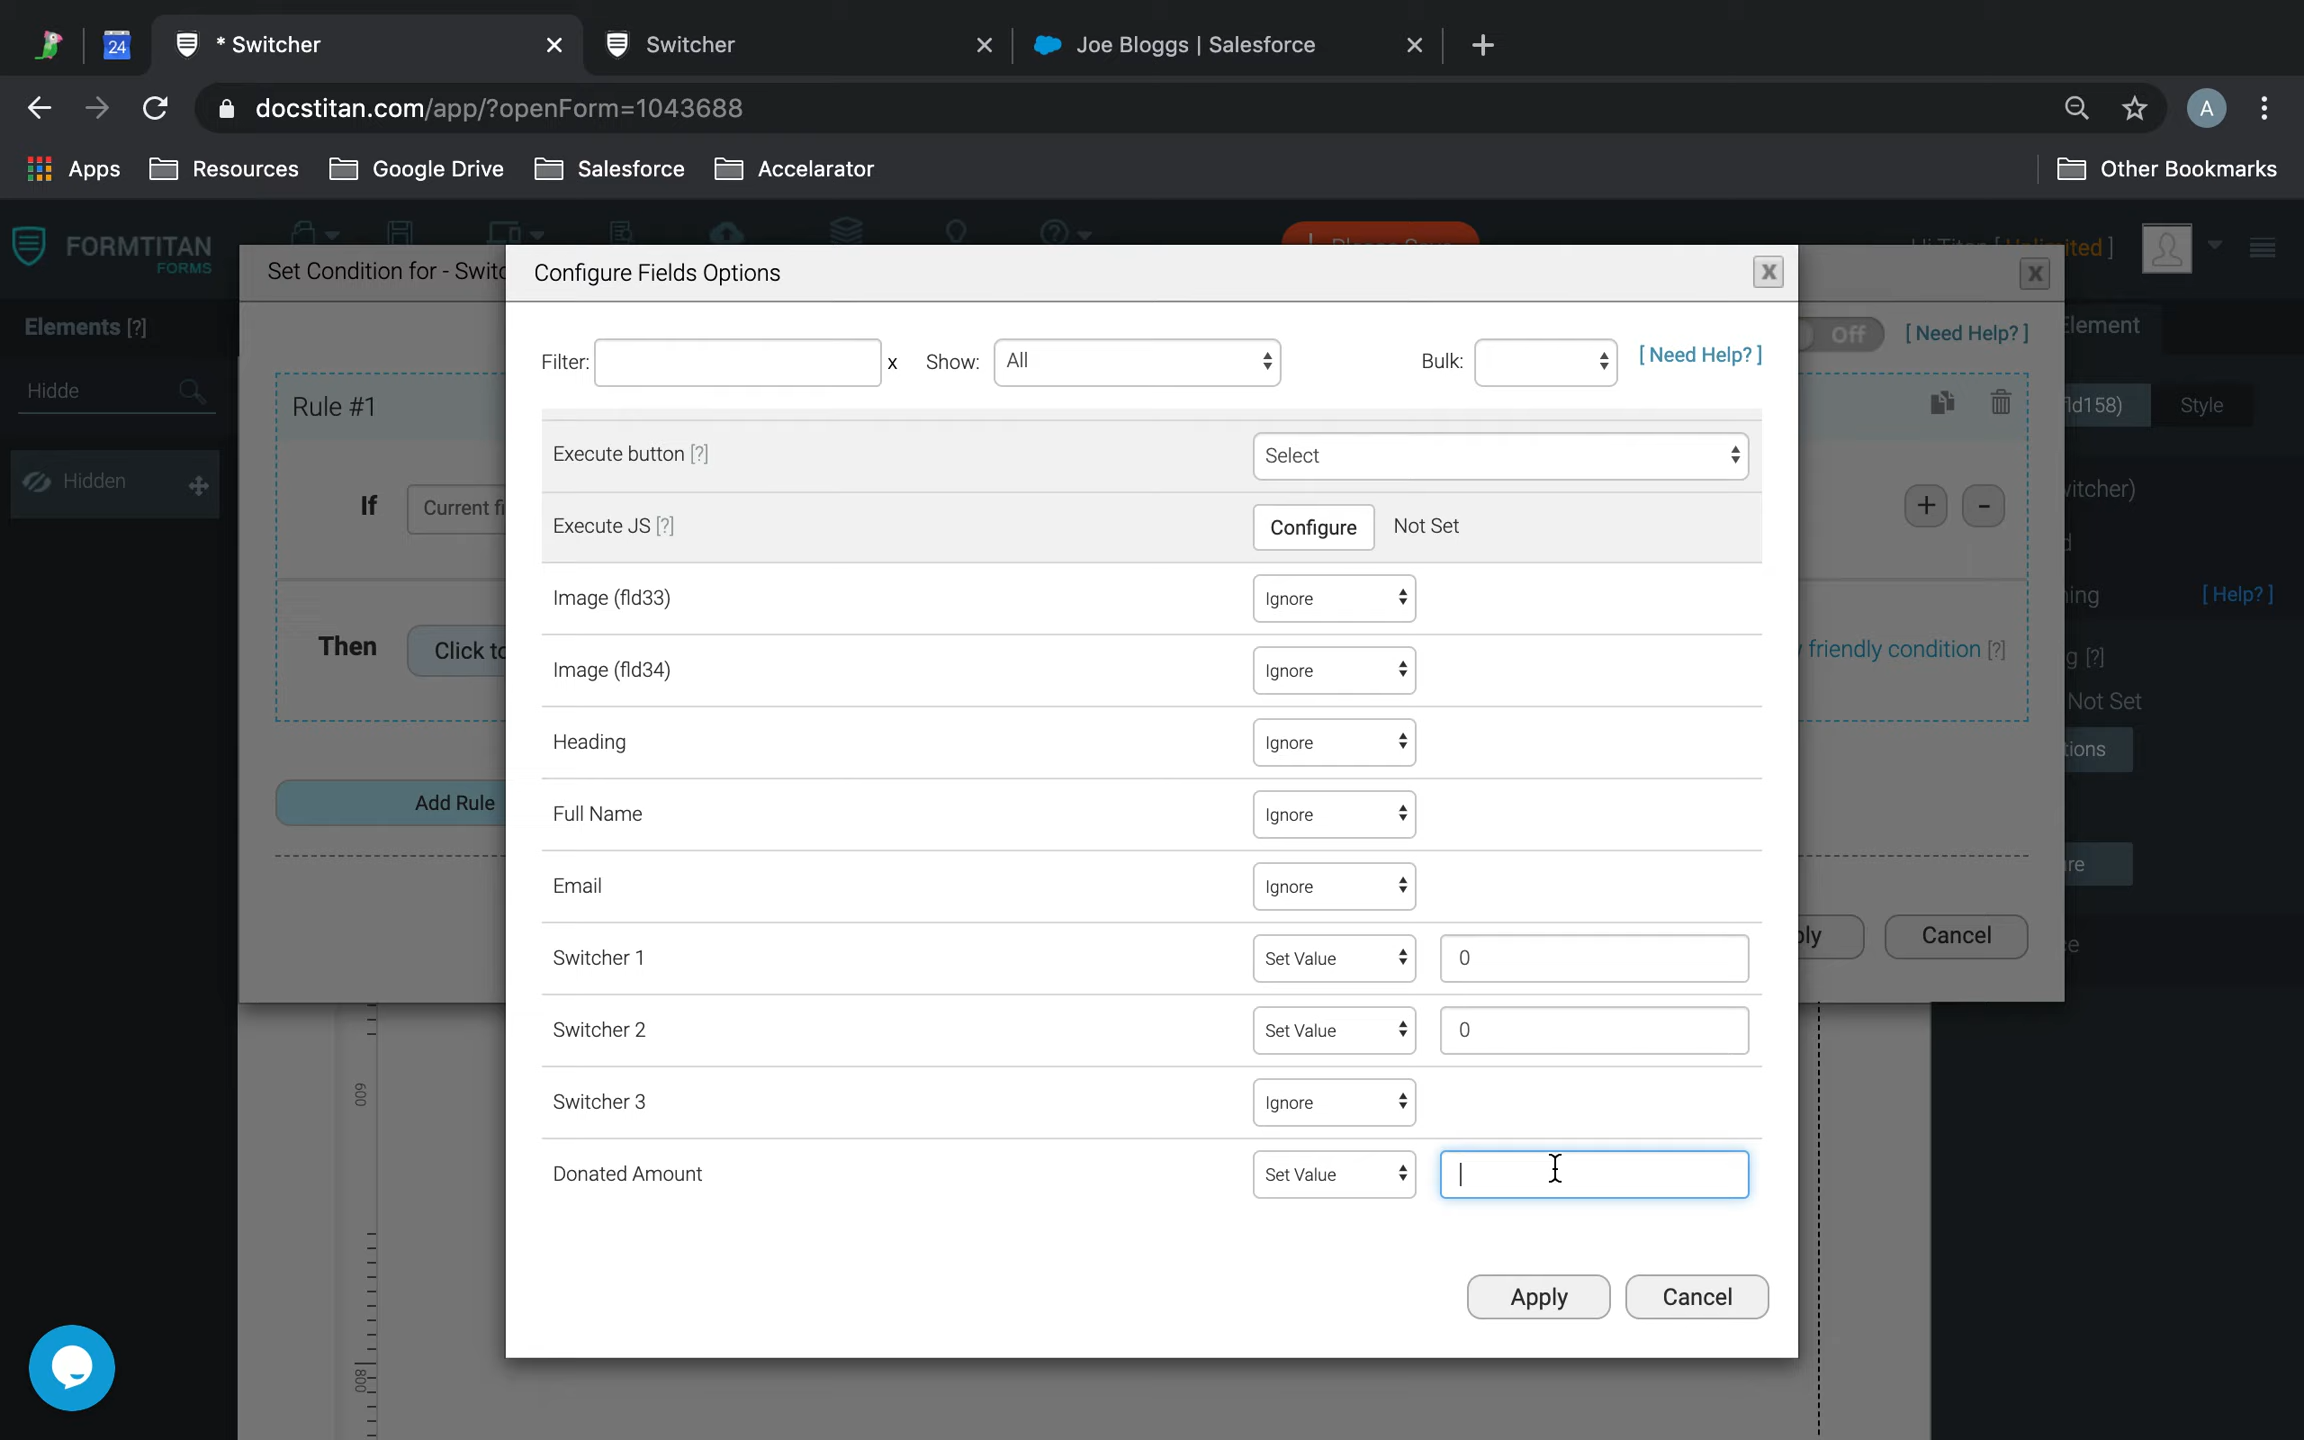 24
* Switcher
Switcher
Joe Bloggs | Salesforce
docstitan.com/app/?openForm=1043688
A
Apps
Resources
Google Drive
Salesforce
Accelarator
Other Bookmarks
FORMTITAN
FORMS
Set Condition for - Switc
Configure Fields Options
X
X
Elements [?]
Element
Filter:
x
Show: All
Bulk:
[ Need Help? ]
Off
[ Need Help? ]
Hidde
Rule #1
fld158)
Style
Execute button [?]
Select
Hidden
If
Current fi
+
-
Execute JS [?]
Configure
Not Set
Image (fld33)
Ignore
[ Help? ]
Then
Click to
Image (fld34)
Ignore
friendly condition [?]
Not Set
Heading
Ignore
Add Rule
Full Name
Ignore
Email
Ignore
Cancel
Switcher 1
Set Value
0
Switcher 2
Set Value
0
Switcher 3
Ignore
600
Donated Amount
Set Value
Apply
Cancel
800